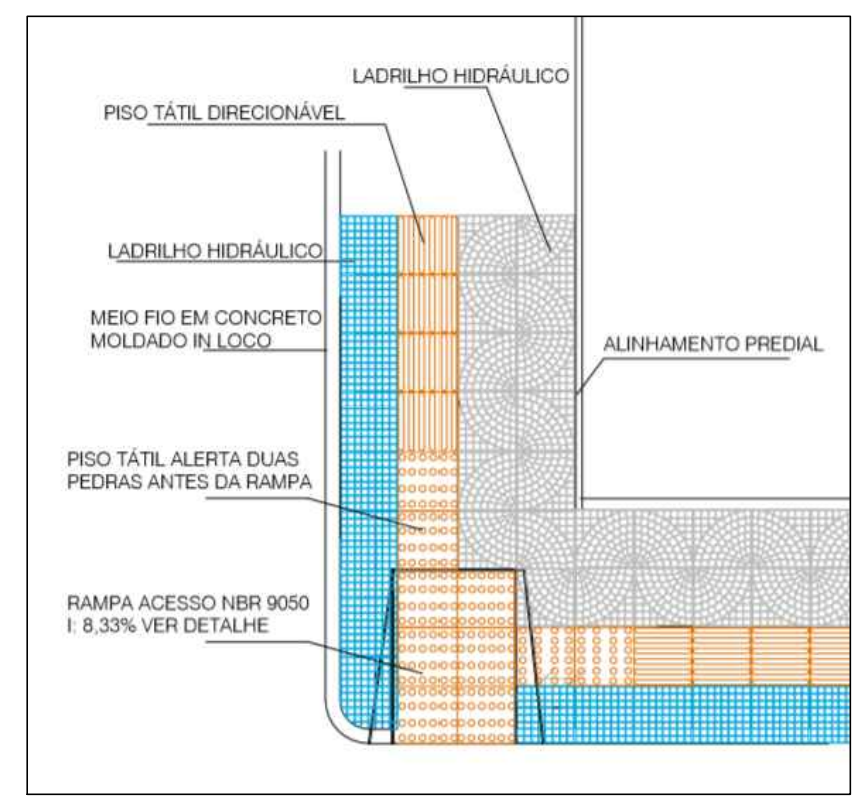 LADRILHO HIDRÁULICO
PISO TÁTIL DIRECIONÁVEL
LADRILHO HIDRÁULICO
MEIO FIO EM CONCRETO
MOLDADO IN LOCO
ALINHAMENTO PREDIAL
PISO TÁTIL ALERTA DUAS
PEDRAS ANTES DA RAMPA
RAMPA ACESSO NBR 9050
I: 8,33% VER DETALHE